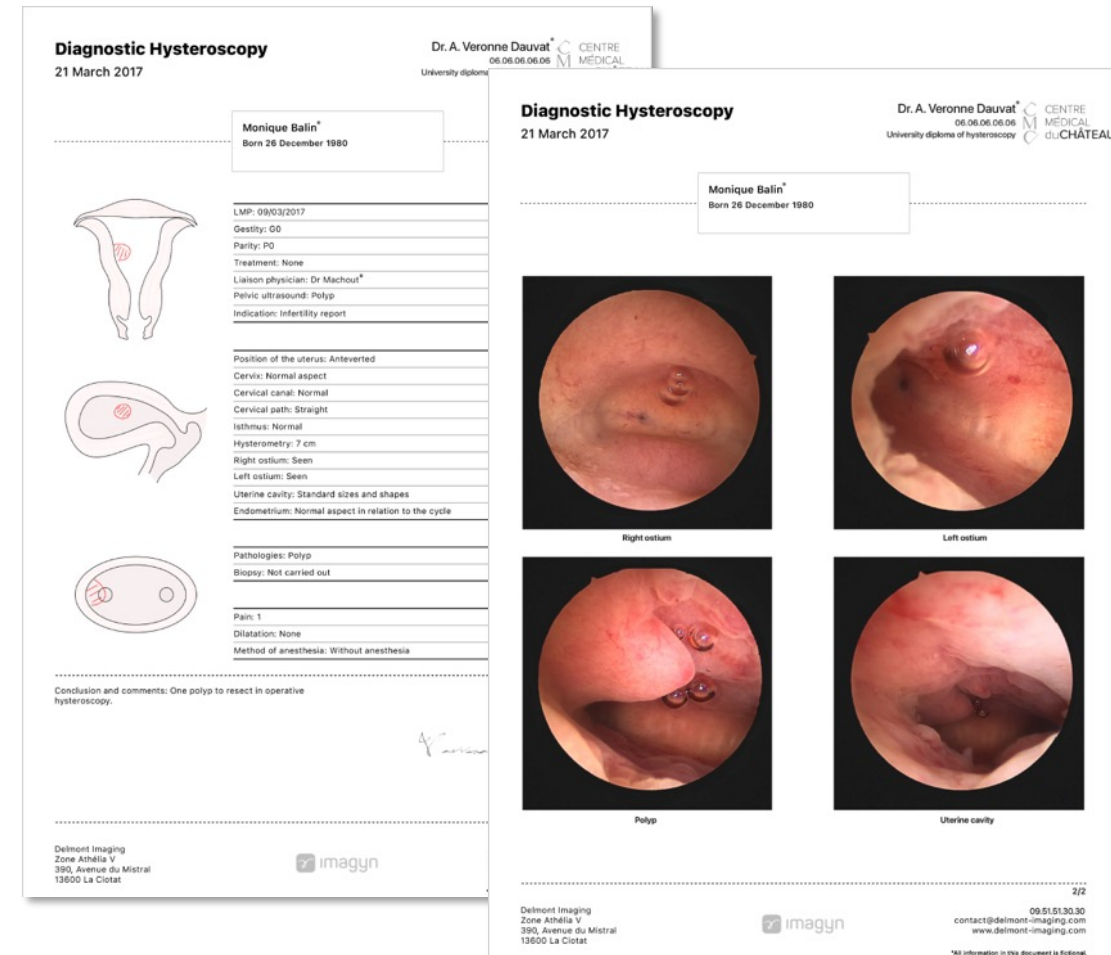 Diagnostic Hysteroscopy
21 March 2017
Dr. A. Veronne Dauvat*
06.06.06.06.06
University diploma
CENTRE
MÉDICAL
Monique Balin*
Born 26 December 1980
LMP: 09/03/2017
Gestity: G0
Parity: P0
Treatment: None
Liaison physician: Dr Machout*
Pelvic ultrasound: Polyp
Indication: Infertility report
Position of the uterus: Anteverted
Cervix: Normal aspect
Cervical canal: Normal
Cervical path: Straight
Isthmus: Normal
Hysterometry: 7 cm
Right ostium: Seen
Left ostium: Seen
Uterine cavity: Standard sizes and shapes
Endometrium: Normal aspect in relation to the cycle
Pathologies: Polyp
Biopsy: Not carried out
Pain: 1
Dilatation: None
Method of anesthesia: Without anesthesia
Conclusion and comments: One polyp to resect in operative
hysteroscopy.
Delmont Imaging
Zone Athélia V
390, Avenue du Mistral
13600 La Ciotat
imagyn
Diagnostic Hysteroscopy
21 March 2017
Dr. A. Veronne Dauvat*
06.06.06.06.06
University diploma of hysteroscopy
C CENTRE
M MÉDICAL
C duCHÂTEAU
Monique Balin*
Born 26 December 1980
Right ostium
Left ostium
Polyp
Uterine cavity
2/2
Delmont Imaging
Zone Athélia V
390, Avenue du Mistral
13600 La Ciotat
imagyn
09.51.51.30.30
contact@delmont-imaging.com
www.delmont-imaging.com
*All information in this document is fictional.